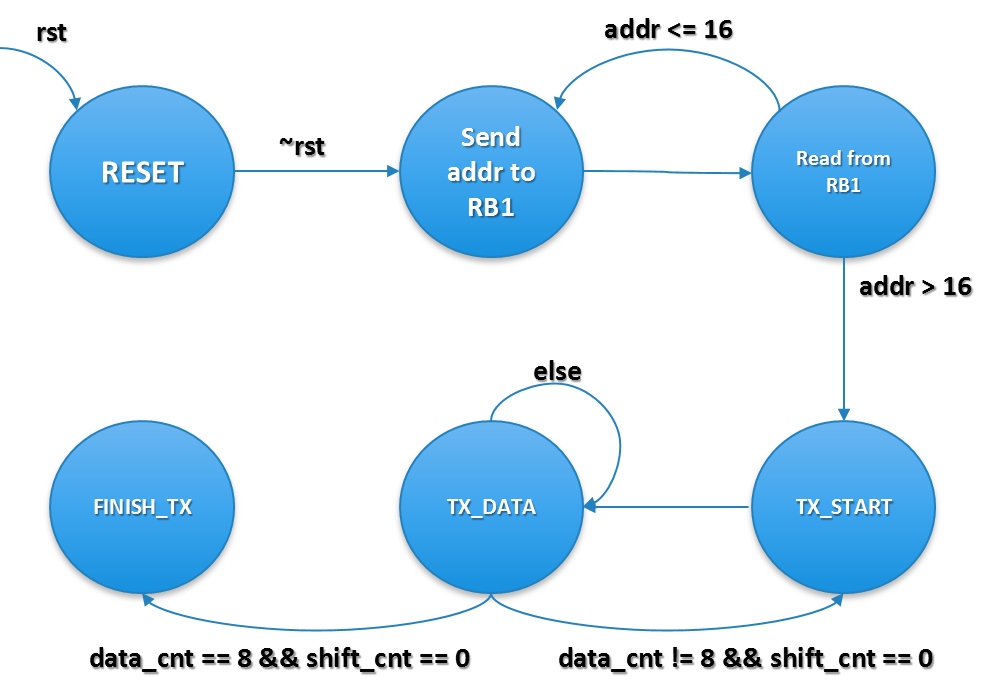 rst
addr <= 16
RESET
~rst
Send
addr to
RB1
Read from
RB1
addr > 16
else
FINISH_TX
TX_DATA
TX_START
data_cnt == 8 && shift_cnt == 0
data_cnt != 8 && shift_cnt == 0